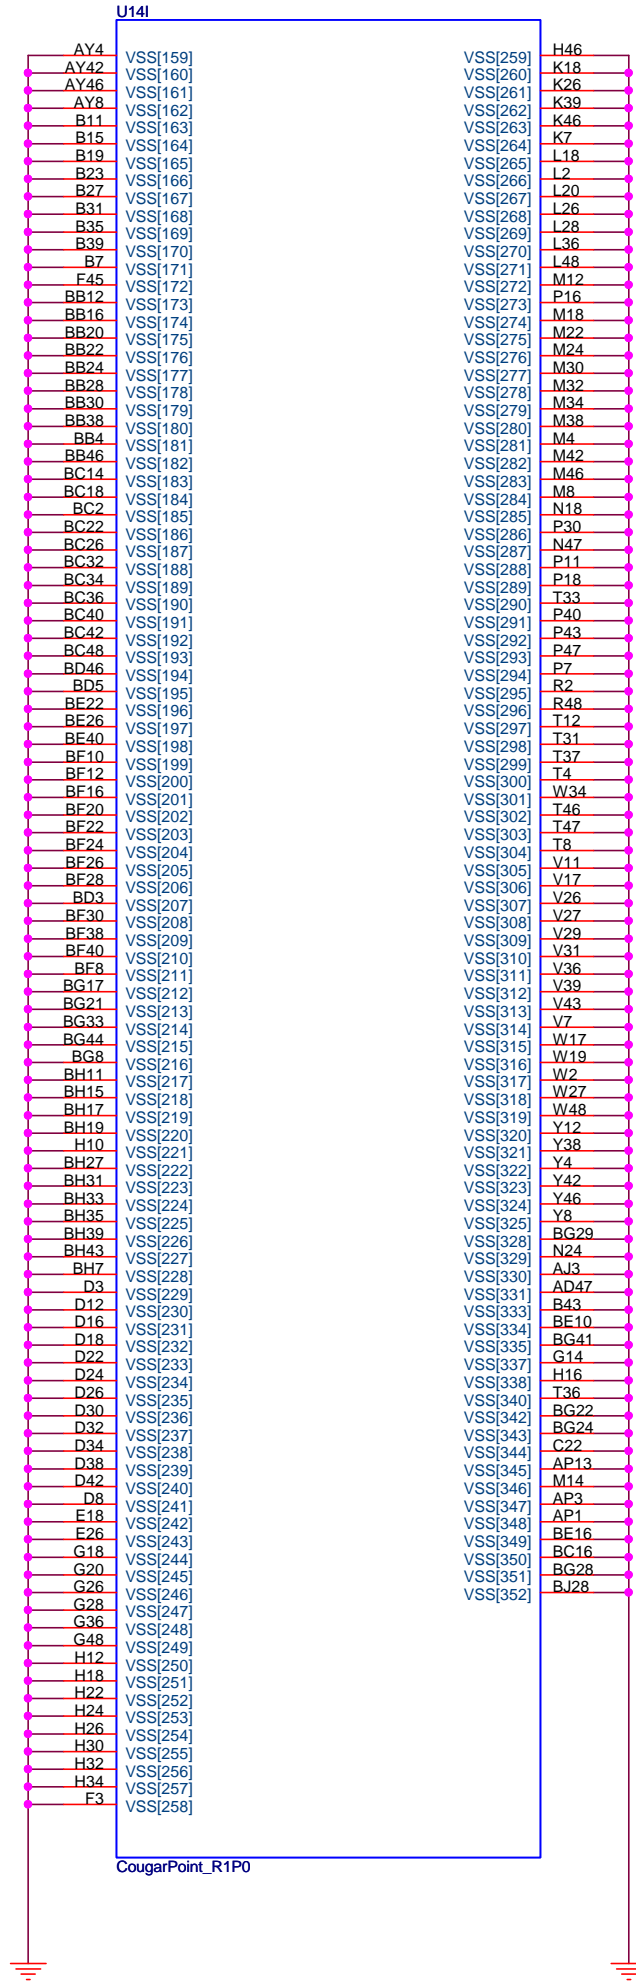 U14I
AY4 VSS[159]
AY42 VSS[160]
AY46 VSS[161]
AY8 VSS[162]
B11 VSS[163]
B15 VSS[164]
B19 VSS[165]
B23 VSS[166]
B27 VSS[167]
B31 VSS[168]
B35 VSS[169]
B39 VSS[170]
B7 VSS[171]
F45 VSS[172]
BB12 VSS[173]
BB16 VSS[174]
BB20 VSS[175]
BB22 VSS[176]
BB24 VSS[177]
BB28 VSS[178]
BB30 VSS[179]
BB38 VSS[180]
BB4 VSS[181]
BB46 VSS[182]
BC14 VSS[183]
BC18 VSS[184]
BC2 VSS[185]
BC22 VSS[186]
BC26 VSS[187]
BC32 VSS[188]
BC34 VSS[189]
BC36 VSS[190]
BC40 VSS[191]
BC42 VSS[192]
BC48 VSS[193]
BD46 VSS[194]
BD5 VSS[195]
BE22 VSS[196]
BE26 VSS[197]
BE40 VSS[198]
BF10 VSS[199]
BF12 VSS[200]
BF16 VSS[201]
BF20 VSS[202]
BF22 VSS[203]
BF24 VSS[204]
BF26 VSS[205]
BF28 VSS[206]
BD3 VSS[207]
BF30 VSS[208]
BF38 VSS[209]
BF40 VSS[210]
BF8 VSS[211]
BG17 VSS[212]
BG21 VSS[213]
BG33 VSS[214]
BG44 VSS[215]
BG8 VSS[216]
BH11 VSS[217]
BH15 VSS[218]
BH17 VSS[219]
BH19 VSS[220]
H10 VSS[221]
BH27 VSS[222]
BH31 VSS[223]
BH33 VSS[224]
BH35 VSS[225]
BH39 VSS[226]
BH43 VSS[227]
BH7 VSS[228]
D3 VSS[229]
D12 VSS[230]
D16 VSS[231]
D18 VSS[232]
D22 VSS[233]
D24 VSS[234]
D26 VSS[235]
D30 VSS[236]
D32 VSS[237]
D34 VSS[238]
D38 VSS[239]
D42 VSS[240]
D8 VSS[241]
E18 VSS[242]
E26 VSS[243]
G18 VSS[244]
G20 VSS[245]
G26 VSS[246]
G28 VSS[247]
G36 VSS[248]
G48 VSS[249]
H12 VSS[250]
H18 VSS[251]
H22 VSS[252]
H24 VSS[253]
H26 VSS[254]
H30 VSS[255]
H32 VSS[256]
H34 VSS[257]
F3 VSS[258]
VSS[259] H46
VSS[260] K18
VSS[261] K26
VSS[262] K39
VSS[263] K46
VSS[264] K7
VSS[265] L18
VSS[266] L2
VSS[267] L20
VSS[268] L26
VSS[269] L28
VSS[270] L36
VSS[271] L48
VSS[272] M12
VSS[273] P16
VSS[274] M18
VSS[275] M22
VSS[276] M24
VSS[277] M30
VSS[278] M32
VSS[279] M34
VSS[280] M38
VSS[281] M4
VSS[282] M42
VSS[283] M46
VSS[284] M8
VSS[285] N18
VSS[286] P30
VSS[287] N47
VSS[288] P11
VSS[289] P18
VSS[290] T33
VSS[291] P40
VSS[292] P43
VSS[293] P47
VSS[294] P7
VSS[295] R2
VSS[296] R48
VSS[297] T12
VSS[298] T31
VSS[299] T37
VSS[300] T4
VSS[301] W34
VSS[302] T46
VSS[303] T47
VSS[304] T8
VSS[305] V11
VSS[306] V17
VSS[307] V26
VSS[308] V27
VSS[309] V29
VSS[310] V31
VSS[311] V36
VSS[312] V39
VSS[313] V43
VSS[314] V7
VSS[315] W17
VSS[316] W19
VSS[317] W2
VSS[318] W27
VSS[319] W48
VSS[320] Y12
VSS[321] Y38
VSS[322] Y4
VSS[323] Y42
VSS[324] Y46
VSS[325] Y8
VSS[328] BG29
VSS[329] N24
VSS[330] AJ3
VSS[331] AD47
VSS[333] B43
VSS[334] BE10
VSS[335] BG41
VSS[337] G14
VSS[338] H16
VSS[340] T36
VSS[342] BG22
VSS[343] BG24
VSS[344] C22
VSS[345] AP13
VSS[346] M14
VSS[347] AP3
VSS[348] AP1
VSS[349] BE16
VSS[350] BC16
VSS[351] BG28
VSS[352] BJ28
CougarPoint_R1P0